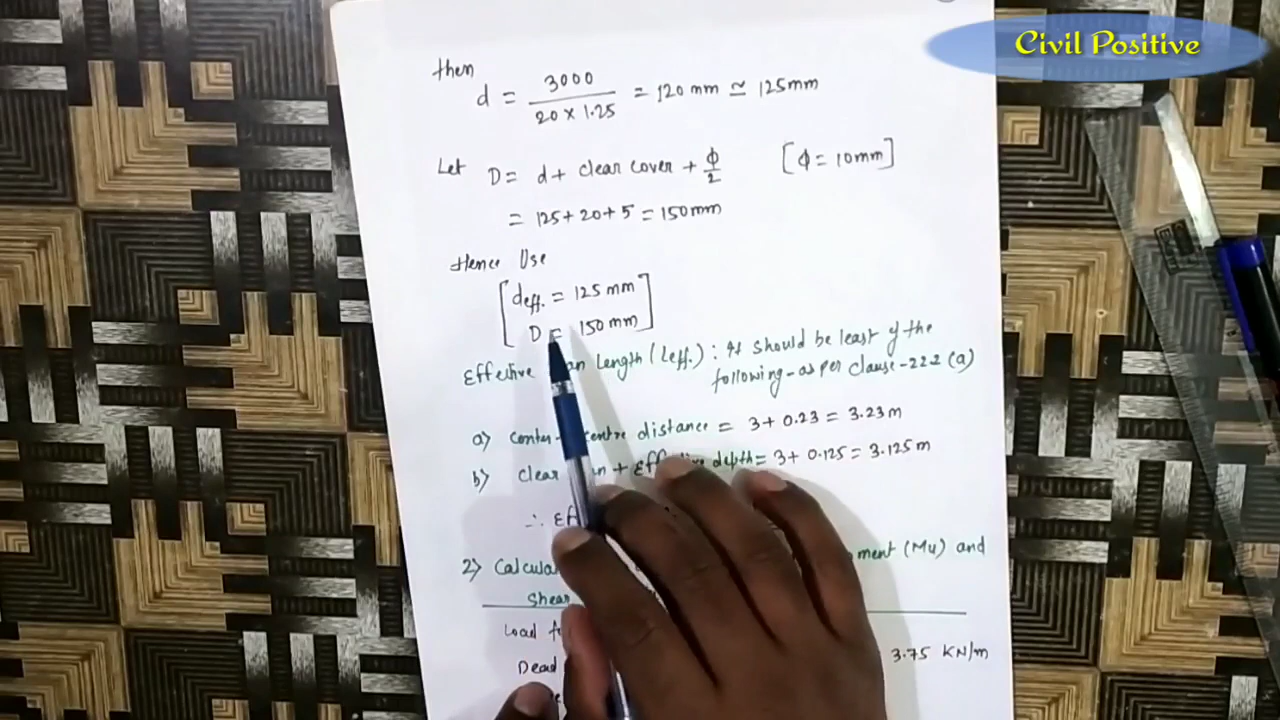 Civil Positive
then
d = 3000 / 20 × 1.25 = 120 mm ≃ 125mm
Let D = d + clear cover + ϕ/2 [ϕ = 10mm]
= 125 + 20 + 5 = 150mm
Hence Use
deff. = 125 mm
D = 150 mm
Effective Length (Leff.) : It should be least of the
following - as per clause - 22.2 (a)
a) Center - centre distance = 3 + 0.23 = 3.23 m
b) Clear + depth = 3 + 0.125 = 3.125 m
∴
2) ment (Mu) and
Shear
Load
Dead 3.75 KN/m